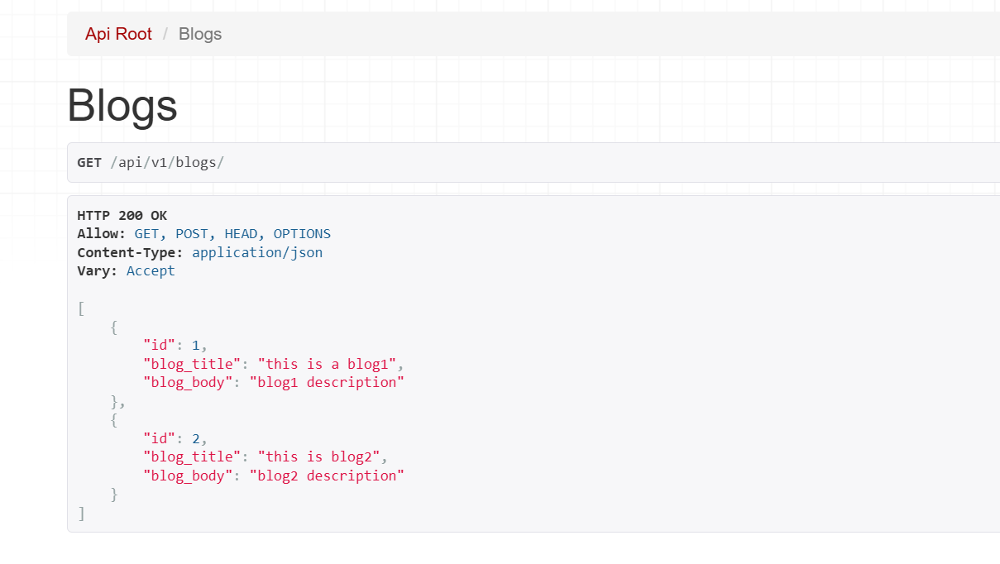 Api Root / Blogs
Blogs
GET /api/v1/blogs/
HTTP 200 OK
Allow: GET, POST, HEAD, OPTIONS
Content-Type: application/json
Vary: Accept
[
    {
        "id": 1,
        "blog_title": "this is a blog1",
        "blog_body": "blog1 description"
    },
    {
        "id": 2,
        "blog_title": "this is blog2",
        "blog_body": "blog2 description"
    }
]